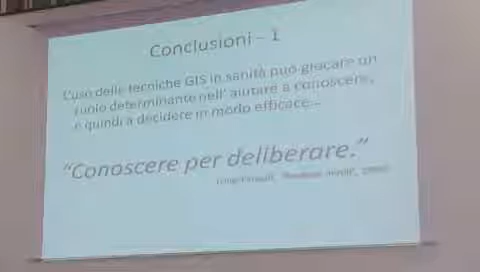 Conclusioni – 1
L'uso delle tecniche GIS in sanità può giocare un
ruolo determinante nell' aiutare a conoscere,
e quindi a decidere in modo efficace...
"Conoscere per deliberare."